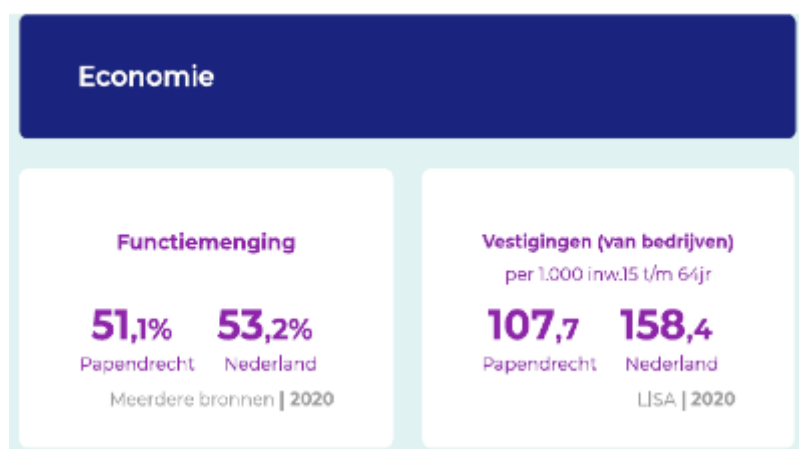 Economie
Functiemenging
51,1% 53,2%
Papendrecht Nederland
Meerdere bronnen | 2020
Vestigingen (van bedrijven)
per 1.000 inw.15 t/m 64jr
107,7 158,4
Papendrecht Nederland
LISA | 2020